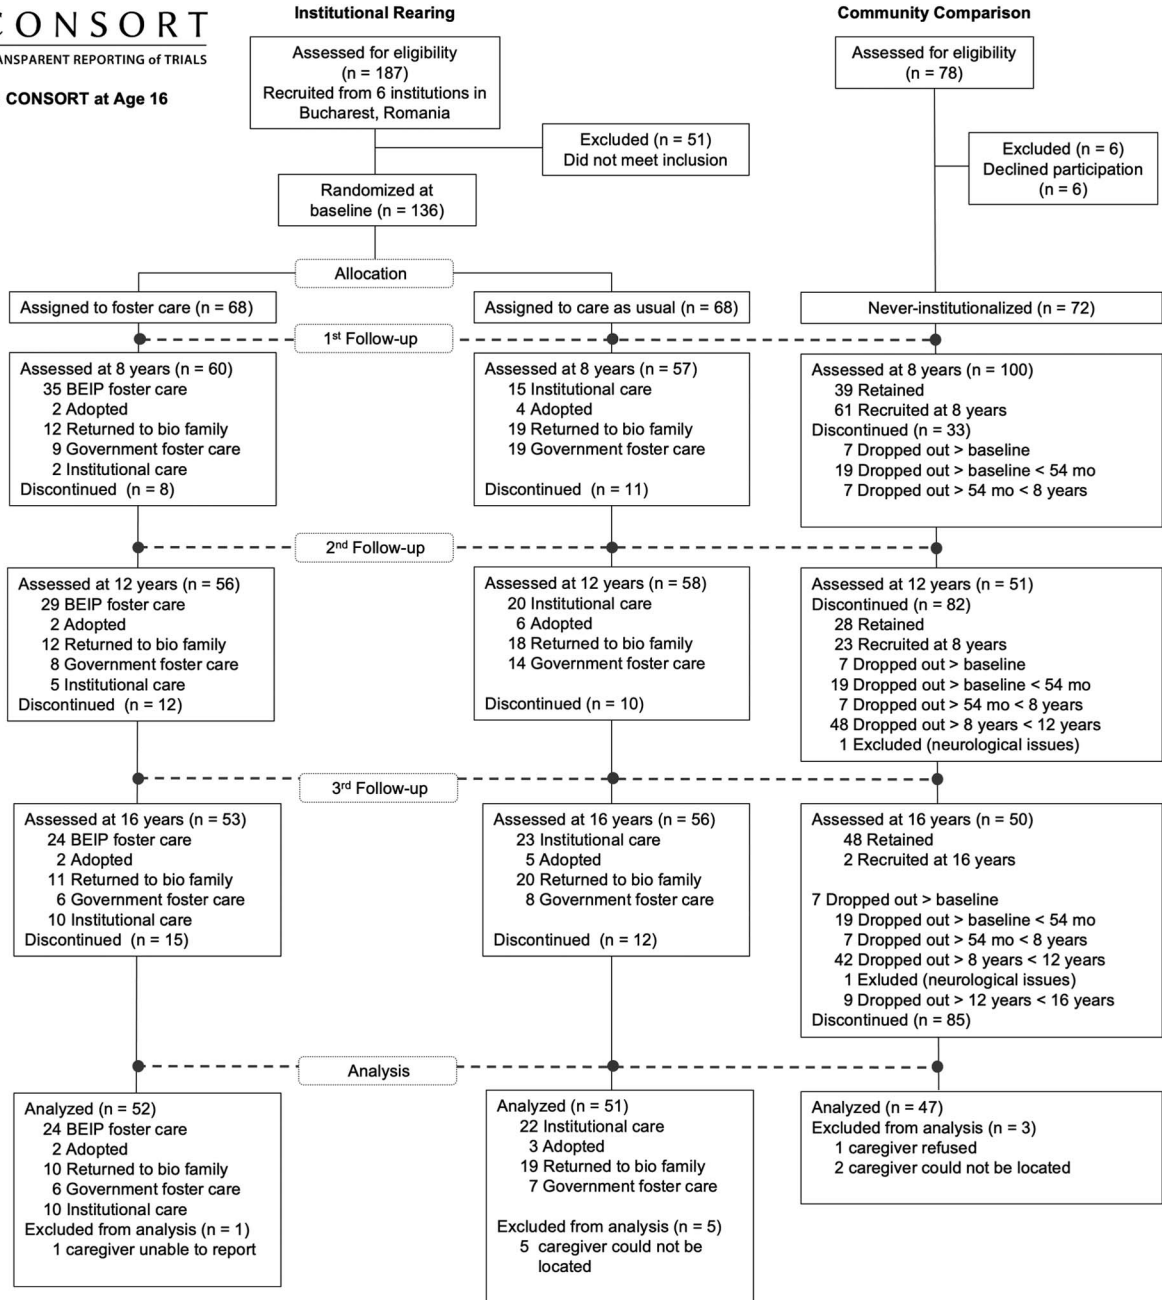 CONSORT
TRANSPARENT REPORTING of TRIALS
CONSORT at Age 16
Institutional Rearing
Community Comparison
Assessed for eligibility
(n = 187)
Recruited from 6 institutions in
Bucharest, Romania
Assessed for eligibility
(n = 78)
Excluded (n = 51)
Did not meet inclusion
Excluded (n = 6)
Declined participation
(n = 6)
Randomized at
baseline (n = 136)
Allocation
Assigned to foster care (n = 68)
Assigned to care as usual (n = 68)
Never-institutionalized (n = 72)
1st Follow-up
Assessed at 8 years (n = 60)
35 BEIP foster care
2 Adopted
12 Returned to bio family
9 Government foster care
2 Institutional care
Discontinued (n = 8)
Assessed at 8 years (n = 57)
15 Institutional care
4 Adopted
19 Returned to bio family
19 Government foster care
Discontinued (n = 11)
Assessed at 8 years (n = 100)
39 Retained
61 Recruited at 8 years
Discontinued (n = 33)
7 Dropped out > baseline
19 Dropped out > baseline < 54 mo
7 Dropped out > 54 mo < 8 years
2nd Follow-up
Assessed at 12 years (n = 56)
29 BEIP foster care
2 Adopted
12 Returned to bio family
8 Government foster care
5 Institutional care
Discontinued (n = 12)
Assessed at 12 years (n = 58)
20 Institutional care
6 Adopted
18 Returned to bio family
14 Government foster care
Discontinued (n = 10)
Assessed at 12 years (n = 51)
Discontinued (n = 82)
28 Retained
23 Recruited at 8 years
7 Dropped out > baseline
19 Dropped out > baseline < 54 mo
7 Dropped out > 54 mo < 8 years
48 Dropped out > 8 years < 12 years
1 Excluded (neurological issues)
3rd Follow-up
Assessed at 16 years (n = 53)
24 BEIP foster care
2 Adopted
11 Returned to bio family
6 Government foster care
10 Institutional care
Discontinued (n = 15)
Assessed at 16 years (n = 56)
23 Institutional care
5 Adopted
20 Returned to bio family
8 Government foster care
Discontinued (n = 12)
Assessed at 16 years (n = 50)
48 Retained
2 Recruited at 16 years
7 Dropped out > baseline
19 Dropped out > baseline < 54 mo
7 Dropped out > 54 mo < 8 years
42 Dropped out > 8 years < 12 years
1 Exluded (neurological issues)
9 Dropped out > 12 years < 16 years
Discontinued (n = 85)
Analysis
Analyzed (n = 52)
24 BEIP foster care
2 Adopted
10 Returned to bio family
6 Government foster care
10 Institutional care
Excluded from analysis (n = 1)
1 caregiver unable to report
Analyzed (n = 51)
22 Institutional care
3 Adopted
19 Returned to bio family
7 Government foster care
Excluded from analysis (n = 5)
5 caregiver could not be
located
Analyzed (n = 47)
Excluded from analysis (n = 3)
1 caregiver refused
2 caregiver could not be located